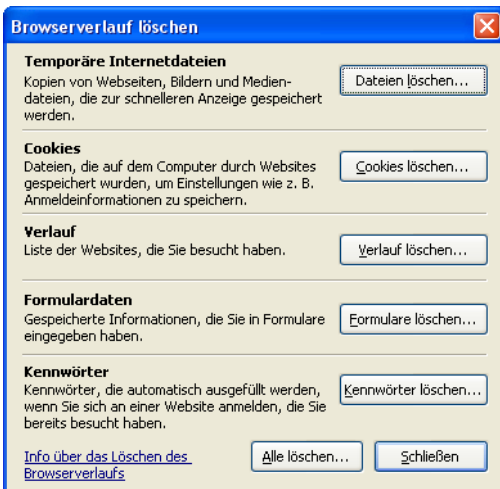 Browserverlauf löschen
Temporäre Internetdateien
Kopien von Webseiten, Bildern und Medien-
dateien, die zur schnelleren Anzeige gespeichert
werden.
Dateien löschen...
Cookies
Dateien, die auf dem Computer durch Websites
gespeichert wurden, um Einstellungen wie z. B.
Anmeldeinformationen zu speichern.
Cookies löschen...
Verlauf
Liste der Websites, die Sie besucht haben.
Verlauf löschen...
Formulardaten
Gespeicherte Informationen, die Sie in Formulare
eingegeben haben.
Formulare löschen...
Kennwörter
Kennwörter, die automatisch ausgefüllt werden,
wenn Sie sich an einer Website anmelden, die Sie
bereits besucht haben.
Kennwörter löschen...
Info über das Löschen des
Browserverlaufs
Alle löschen...
Schließen